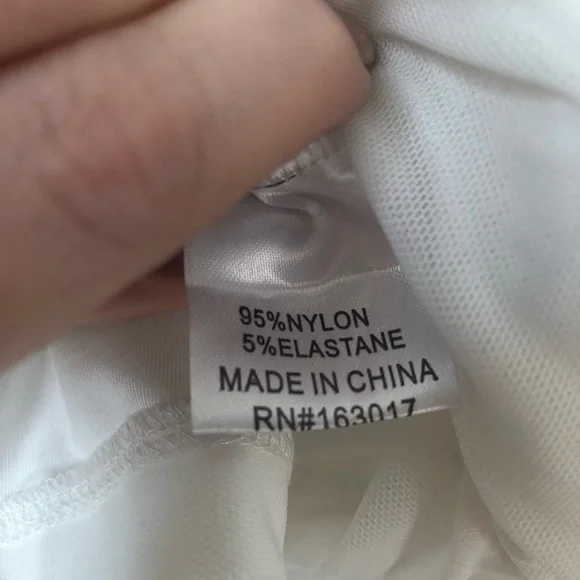 95%NYLON
5%ELASTANE
MADE IN CHINA
RN#163017